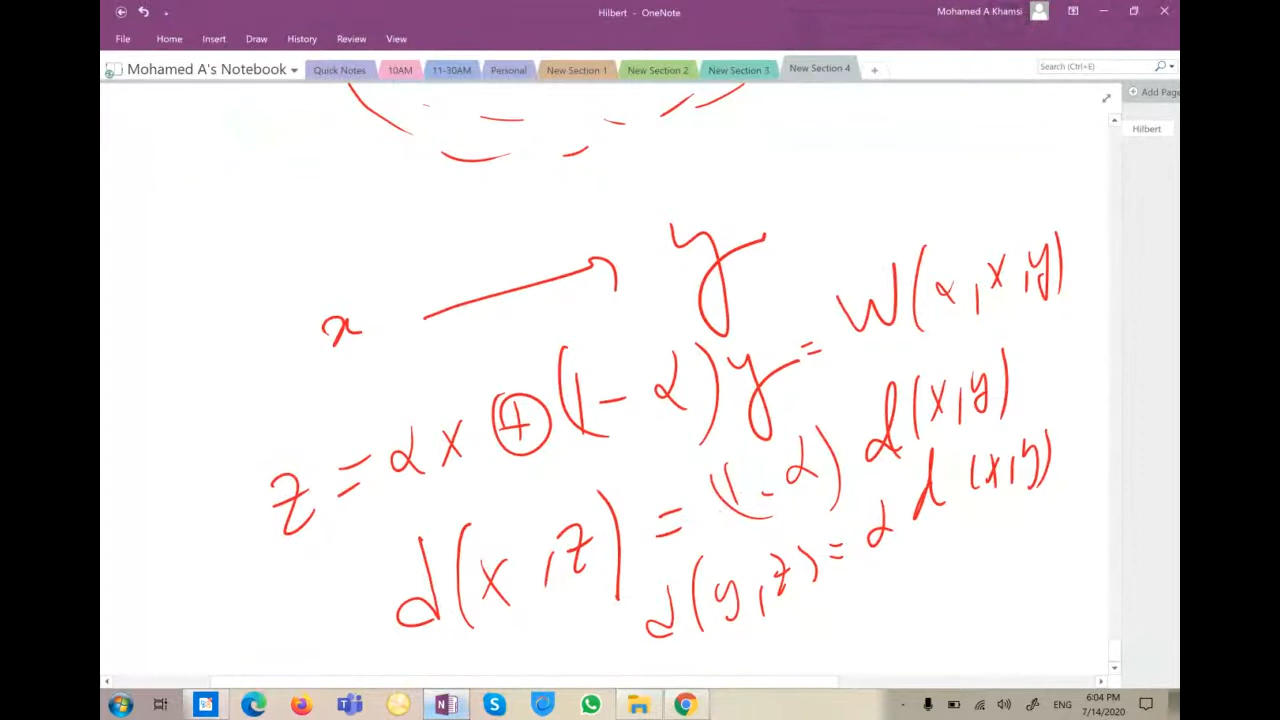 Hilbert - OneNote
Mohamed A Khamsi
File Home Insert Draw History Review View
Mohamed A's Notebook
Quick Notes 10AM 11-30AM Personal New Section 1 New Section 2 New Section 3 New Section 4
Search (Ctrl+E)
Add Page
Hilbert
x → y
z = αx ⊕ (1 - α)y = W(α, x, y)
d(x, z) = (1 - α) d(x, y)
d(y, z) = α d(x, y)
6:04 PM
ENG
7/14/2020